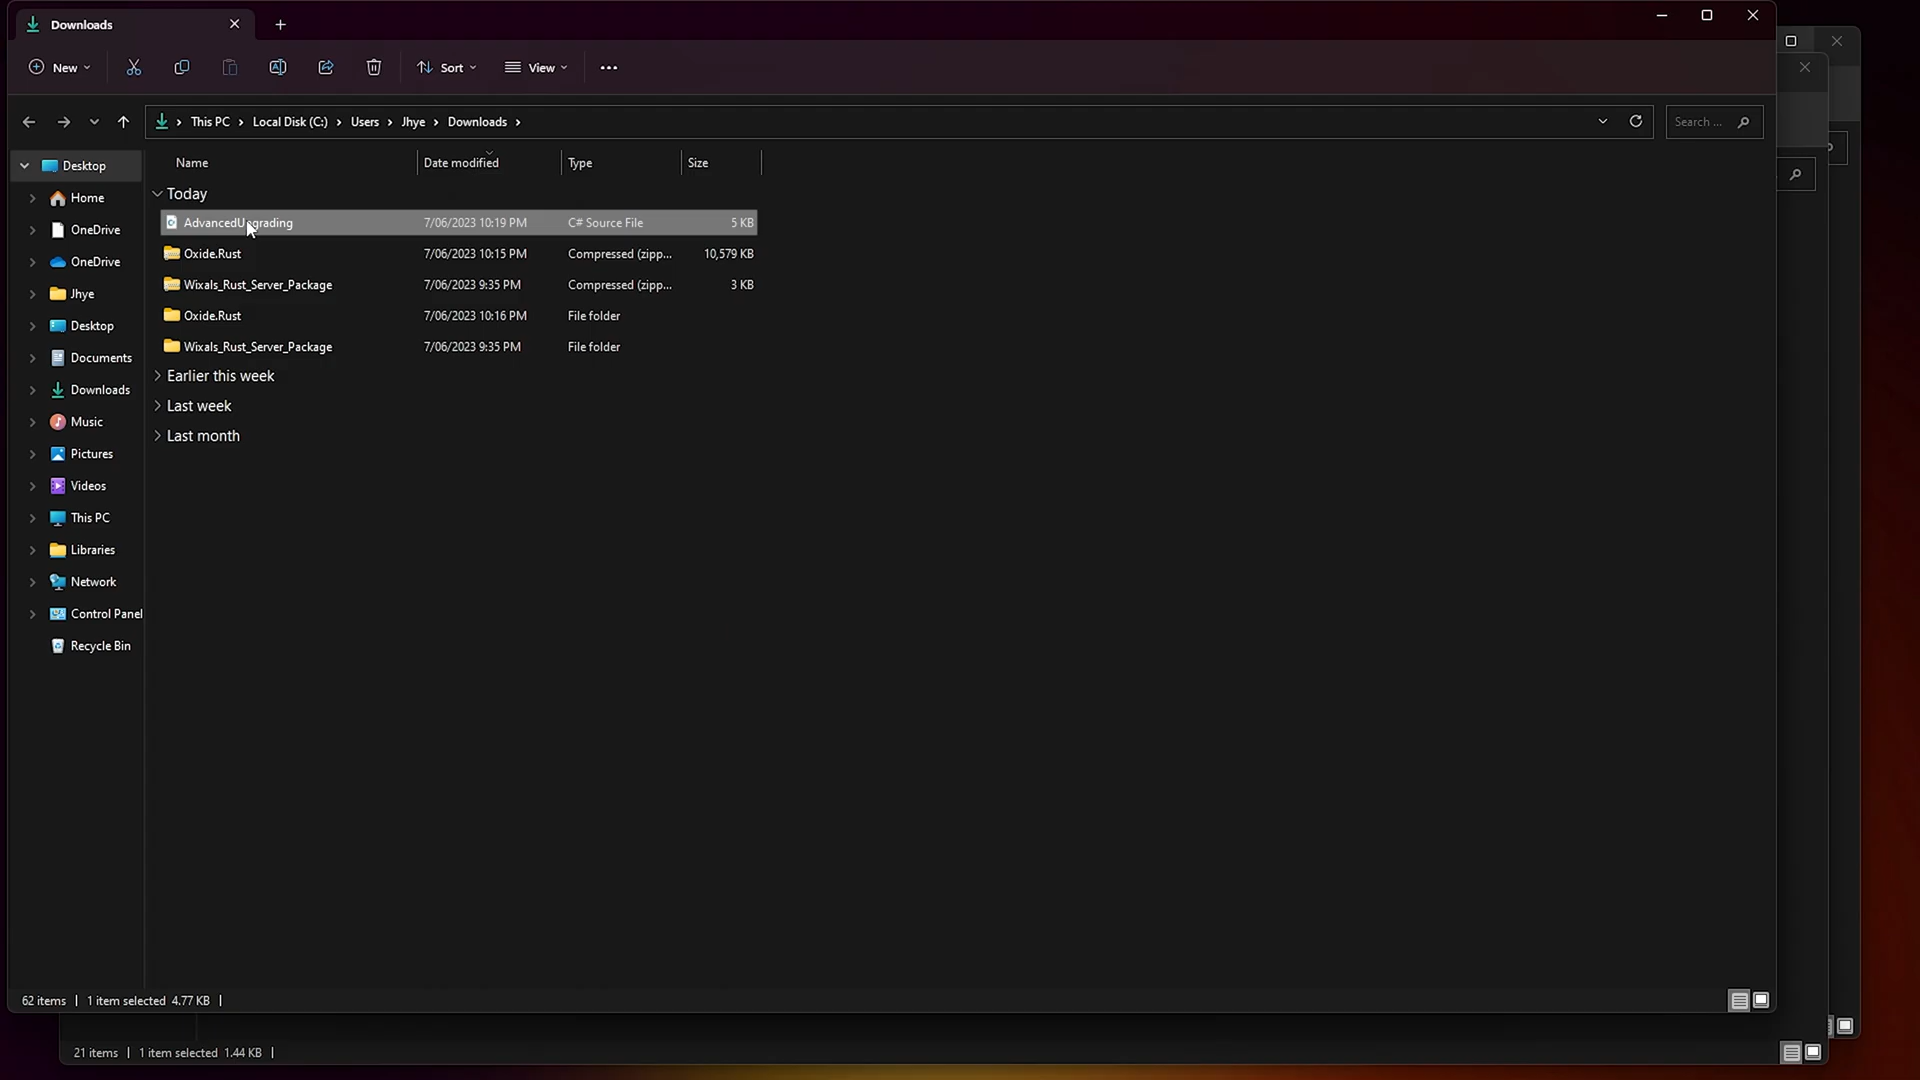 Downloads
New
Sort
View
This PC > Local Disk (C:) > Users > Jhye > Downloads >
Search ...
Name Date modified Type Size
Today
AdvancedUpgrading 7/06/2023 10:19 PM C# Source File 5 KB
Oxide.Rust 7/06/2023 10:15 PM Compressed (zipp... 10,579 KB
Wixals_Rust_Server_Package 7/06/2023 9:35 PM Compressed (zipp... 3 KB
Oxide.Rust 7/06/2023 10:16 PM File folder
Wixals_Rust_Server_Package 7/06/2023 9:35 PM File folder
Earlier this week
Last week
Last month
Desktop
Home
OneDrive
OneDrive
Jhye
Desktop
Documents
Downloads
Music
Pictures
Videos
This PC
Libraries
Network
Control Panel
Recycle Bin
62 items | 1 item selected 4.77 KB |
21 items | 1 item selected 1.44 KB |